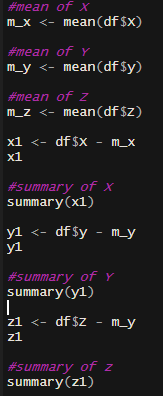 #mean of X
m_x <- mean(df$X)
#mean of Y
m_y <- mean(df$y)
#mean of Z
m_z <- mean(df$z)
x1 <- df$X - m_x
x1
#summary of X
summary(x1)
y1 <- df$y - m_y
y1
#summary of Y
summary(y1)
z1 <- df$z - m_y
z1
#summary of z
summary(z1)